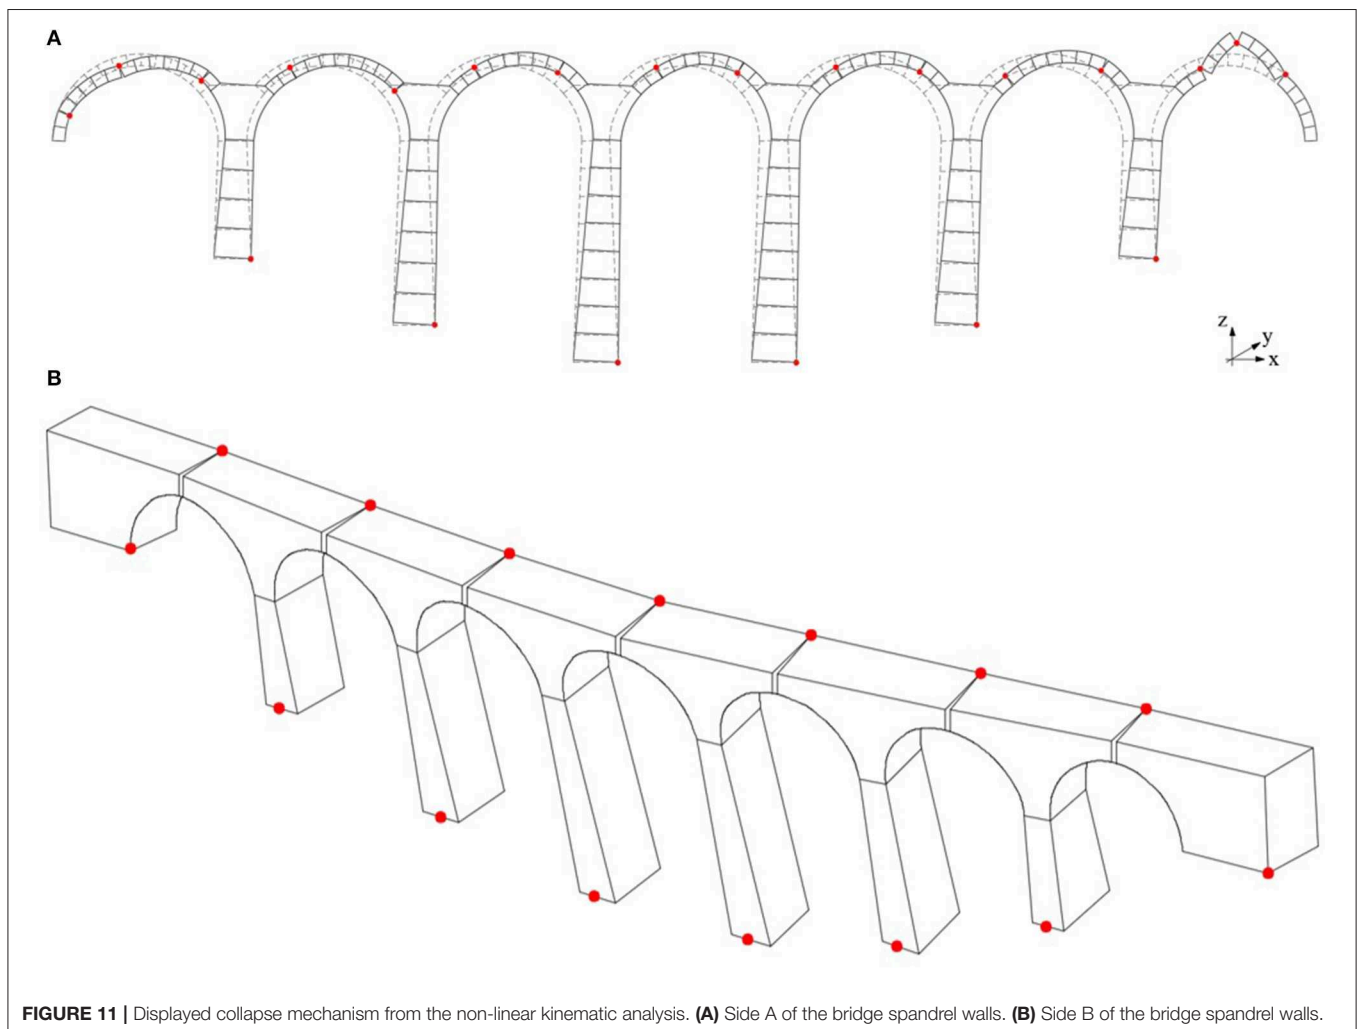 A
z
y
x
B
FIGURE 11 | Displayed collapse mechanism from the non-linear kinematic analysis. (A) Side A of the bridge spandrel walls. (B) Side B of the bridge spandrel walls.